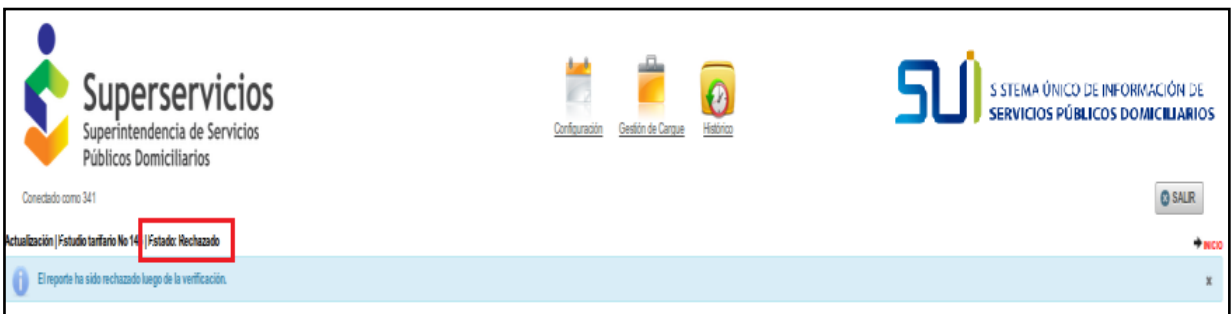 Superservicios
Superintendencia de Servicios
Públicos Domiciliarios
Configuración
Gestión de Cargue
Histórico
sui
SISTEMA ÚNICO DE INFORMACIÓN DE
SERVICIOS PÚBLICOS DOMICILIARIOS
Conectado como 341
SALIR
Actualización | Estudio tarifario No 14 | Estado: Rechazado
INICIO
El reporte ha sido rechazado luego de la verificación.
x